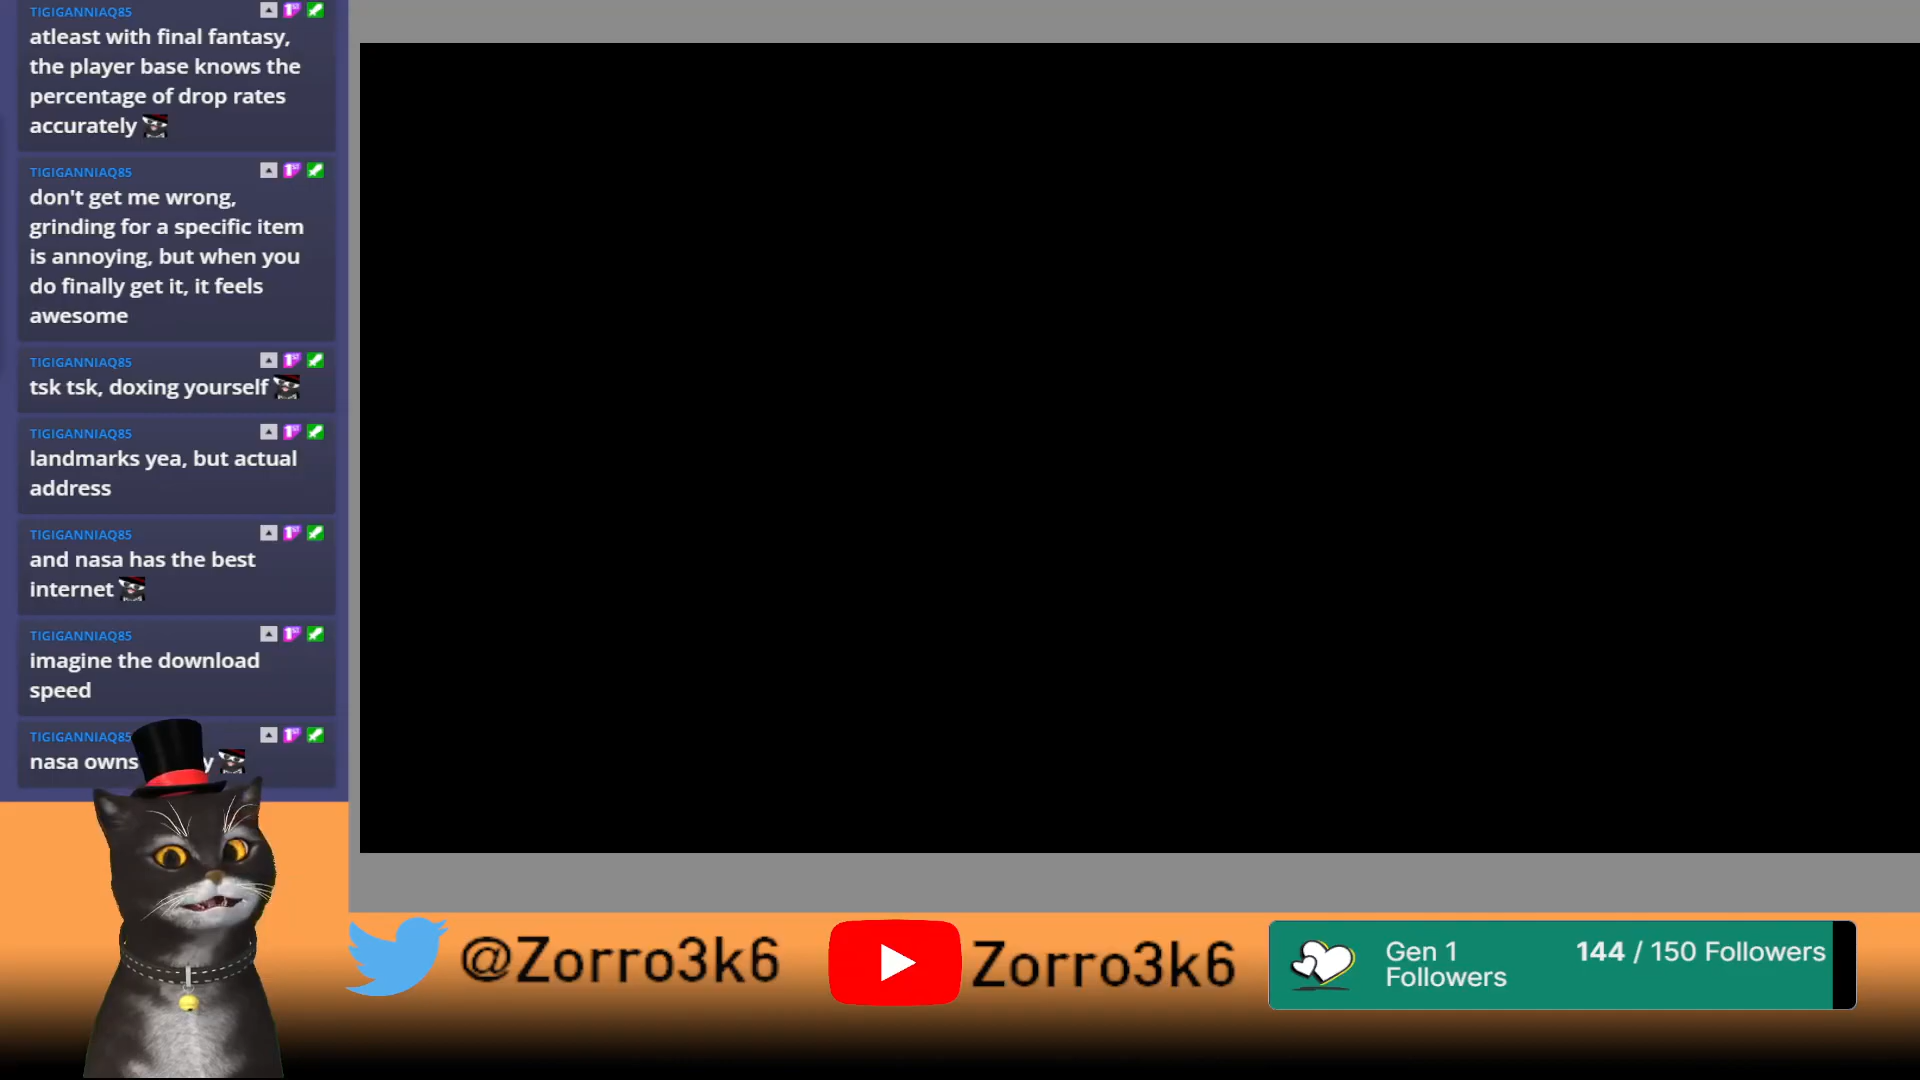 TIGIGANNIAQ85
atleast with final fantasy,
the player base knows the
percentage of drop rates
accurately
TIGIGANNIAQ85
don't get me wrong,
grinding for a specific item
is annoying, but when you
do finally get it, it feels
awesome
TIGIGANNIAQ85
tsk tsk, doxing yourself
TIGIGANNIAQ85
landmarks yea, but actual
address
TIGIGANNIAQ85
and nasa has the best
internet
TIGIGANNIAQ85
imagine the download
speed
TIGIGANNIAQ85
nasa owns
@Zorro3k6
Zorro3k6
Gen 1
Followers
144 / 150 Followers